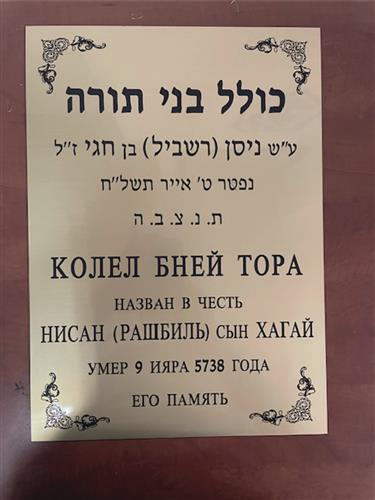 כולל בני תורה
ע"ש ניסן (רשביל) בן חגי ז"ל
נפטר ט' אייר תשל"ח
ת. נ. צ. ב. ה
КОЛЕЛ БНЕЙ ТОРА
НАЗВАН В ЧЕСТЬ
НИСАН (РАШБИЛЬ) СЫН ХАГАЙ
УМЕР 9 ИЯРА 5738 ГОДА
ЕГО ПАМЯТЬ